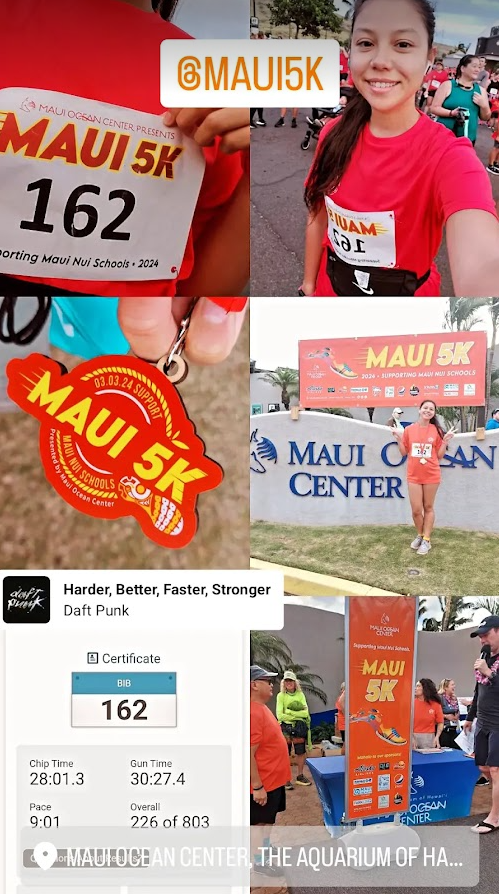 @MAUI5K
MAUI OCEAN CENTER PRESENTS
MAUI 5K
162
porting Maui Nui Schools • 2024
MAUI 5
162
03.03.24 SUPPORT
MAUI 5K
MAUI NUI SCHOOLS
Presented by Maui Ocean Center
MAUI 5K
2024 • SUPPORTING MAUI NUI SCHOOLS
MAUI OCEAN
CENTER
daft punk
Harder, Better, Faster, Stronger
Daft Punk
Certificate
BIB
162
Chip Time
28:01.3
Gun Time
30:27.4
Pace
9:01
Overall
226 of 803
MAUI OCEAN
CENTER
Supporting Maui Nui Schools
MAUI
5K
OCEAN
CENTER
MAUI OCEAN CENTER, THE AQUARIUM OF HA...